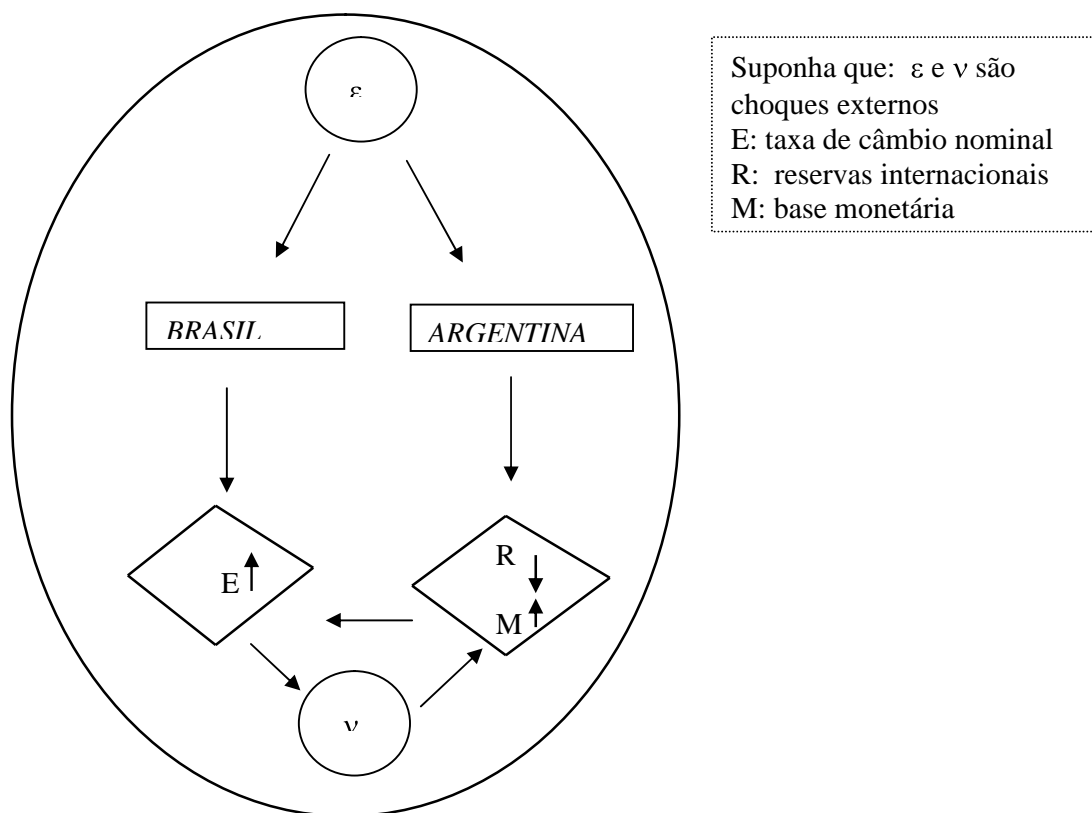 ε
Suponha que: ε e ν são
choques externos
E: taxa de câmbio nominal
R: reservas internacionais
M: base monetária
BRASIL
ARGENTINA
E
R
M
ν